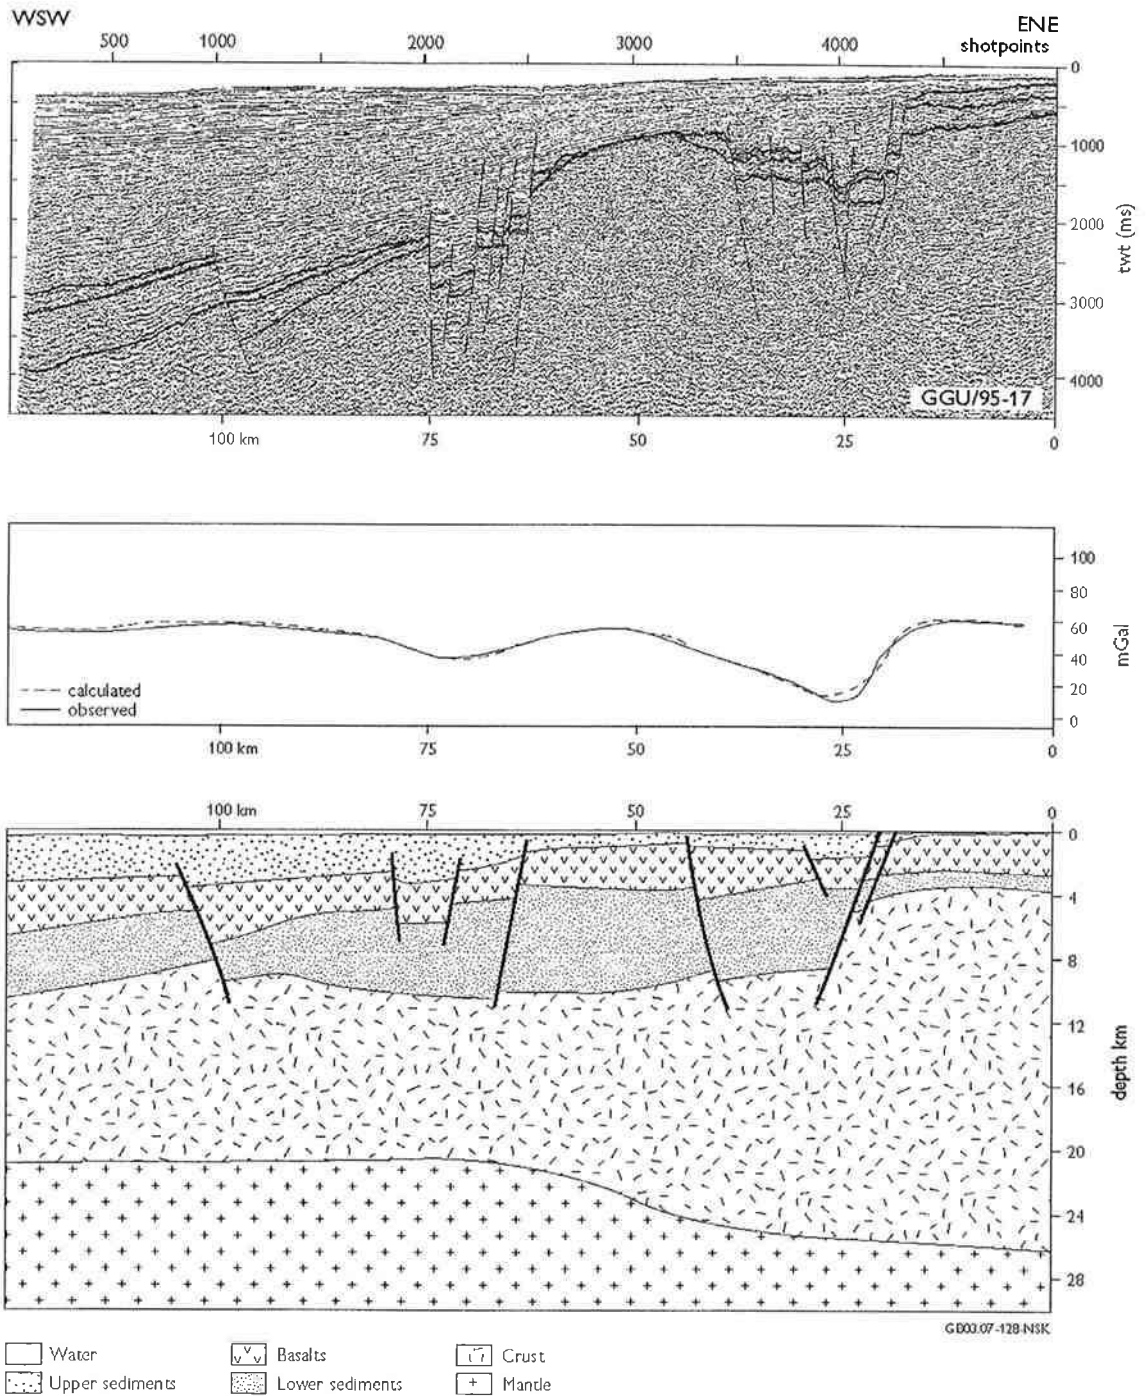 WSW
ENE
500 1000 2000 3000 4000 shotpoints
0
1000
2000
3000
4000
twt (ms)
GGU/95-17
100 km 75 50 25 0
100
80
60
40
20
0
mGal
calculated
observed
100 km 75 50 25 0
100 km 75 50 25 0
0
4
8
12
16
20
24
28
depth km
GB03.07-128-NSK
Water Basalts Crust
Upper sediments Lower sediments Mantle